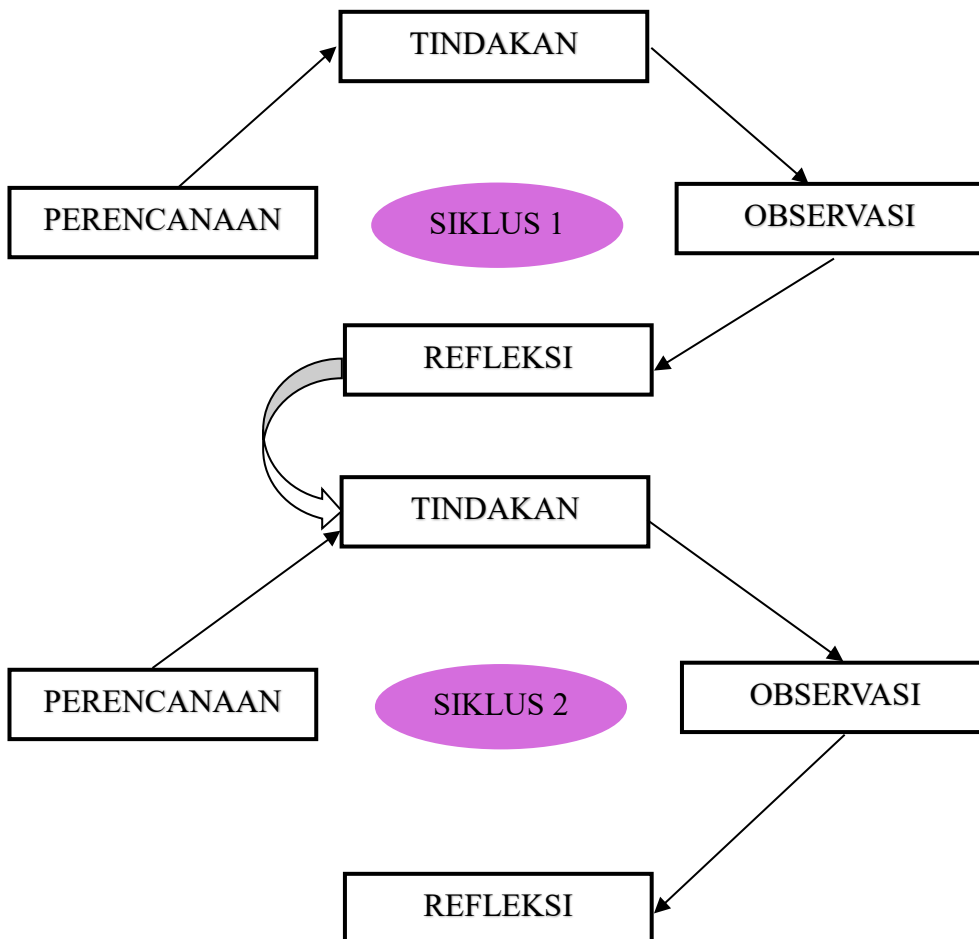 TINDAKAN
PERENCANAAN
SIKLUS 1
OBSERVASI
REFLEKSI
TINDAKAN
PERENCANAAN
SIKLUS 2
OBSERVASI
REFLEKSI